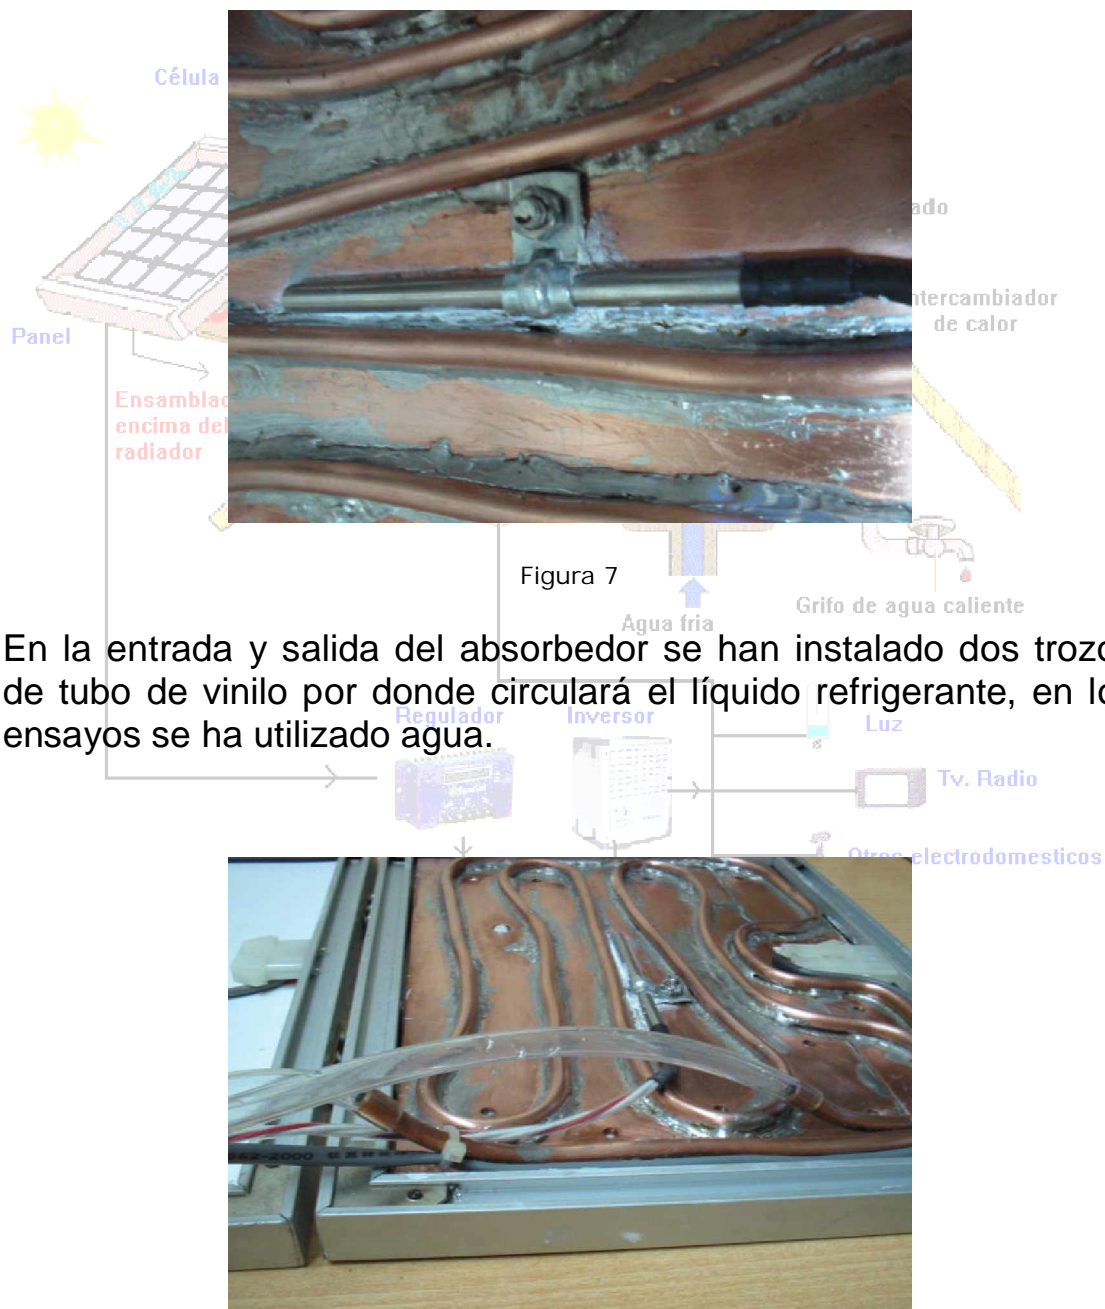 Célula
ado
ntercambiador
de calor
Panel
Ensamblad
encima del
radiador
Figura 7
Grifo de agua caliente
Agua fria
En la entrada y salida del absorbedor se han instalado dos trozo
de tubo de vinilo por donde circulará el líquido refrigerante, en lo
ensayos se ha utilizado agua.
Regulador
Inversor
Luz
Tv. Radio
Otros electrodomesticos
-2000